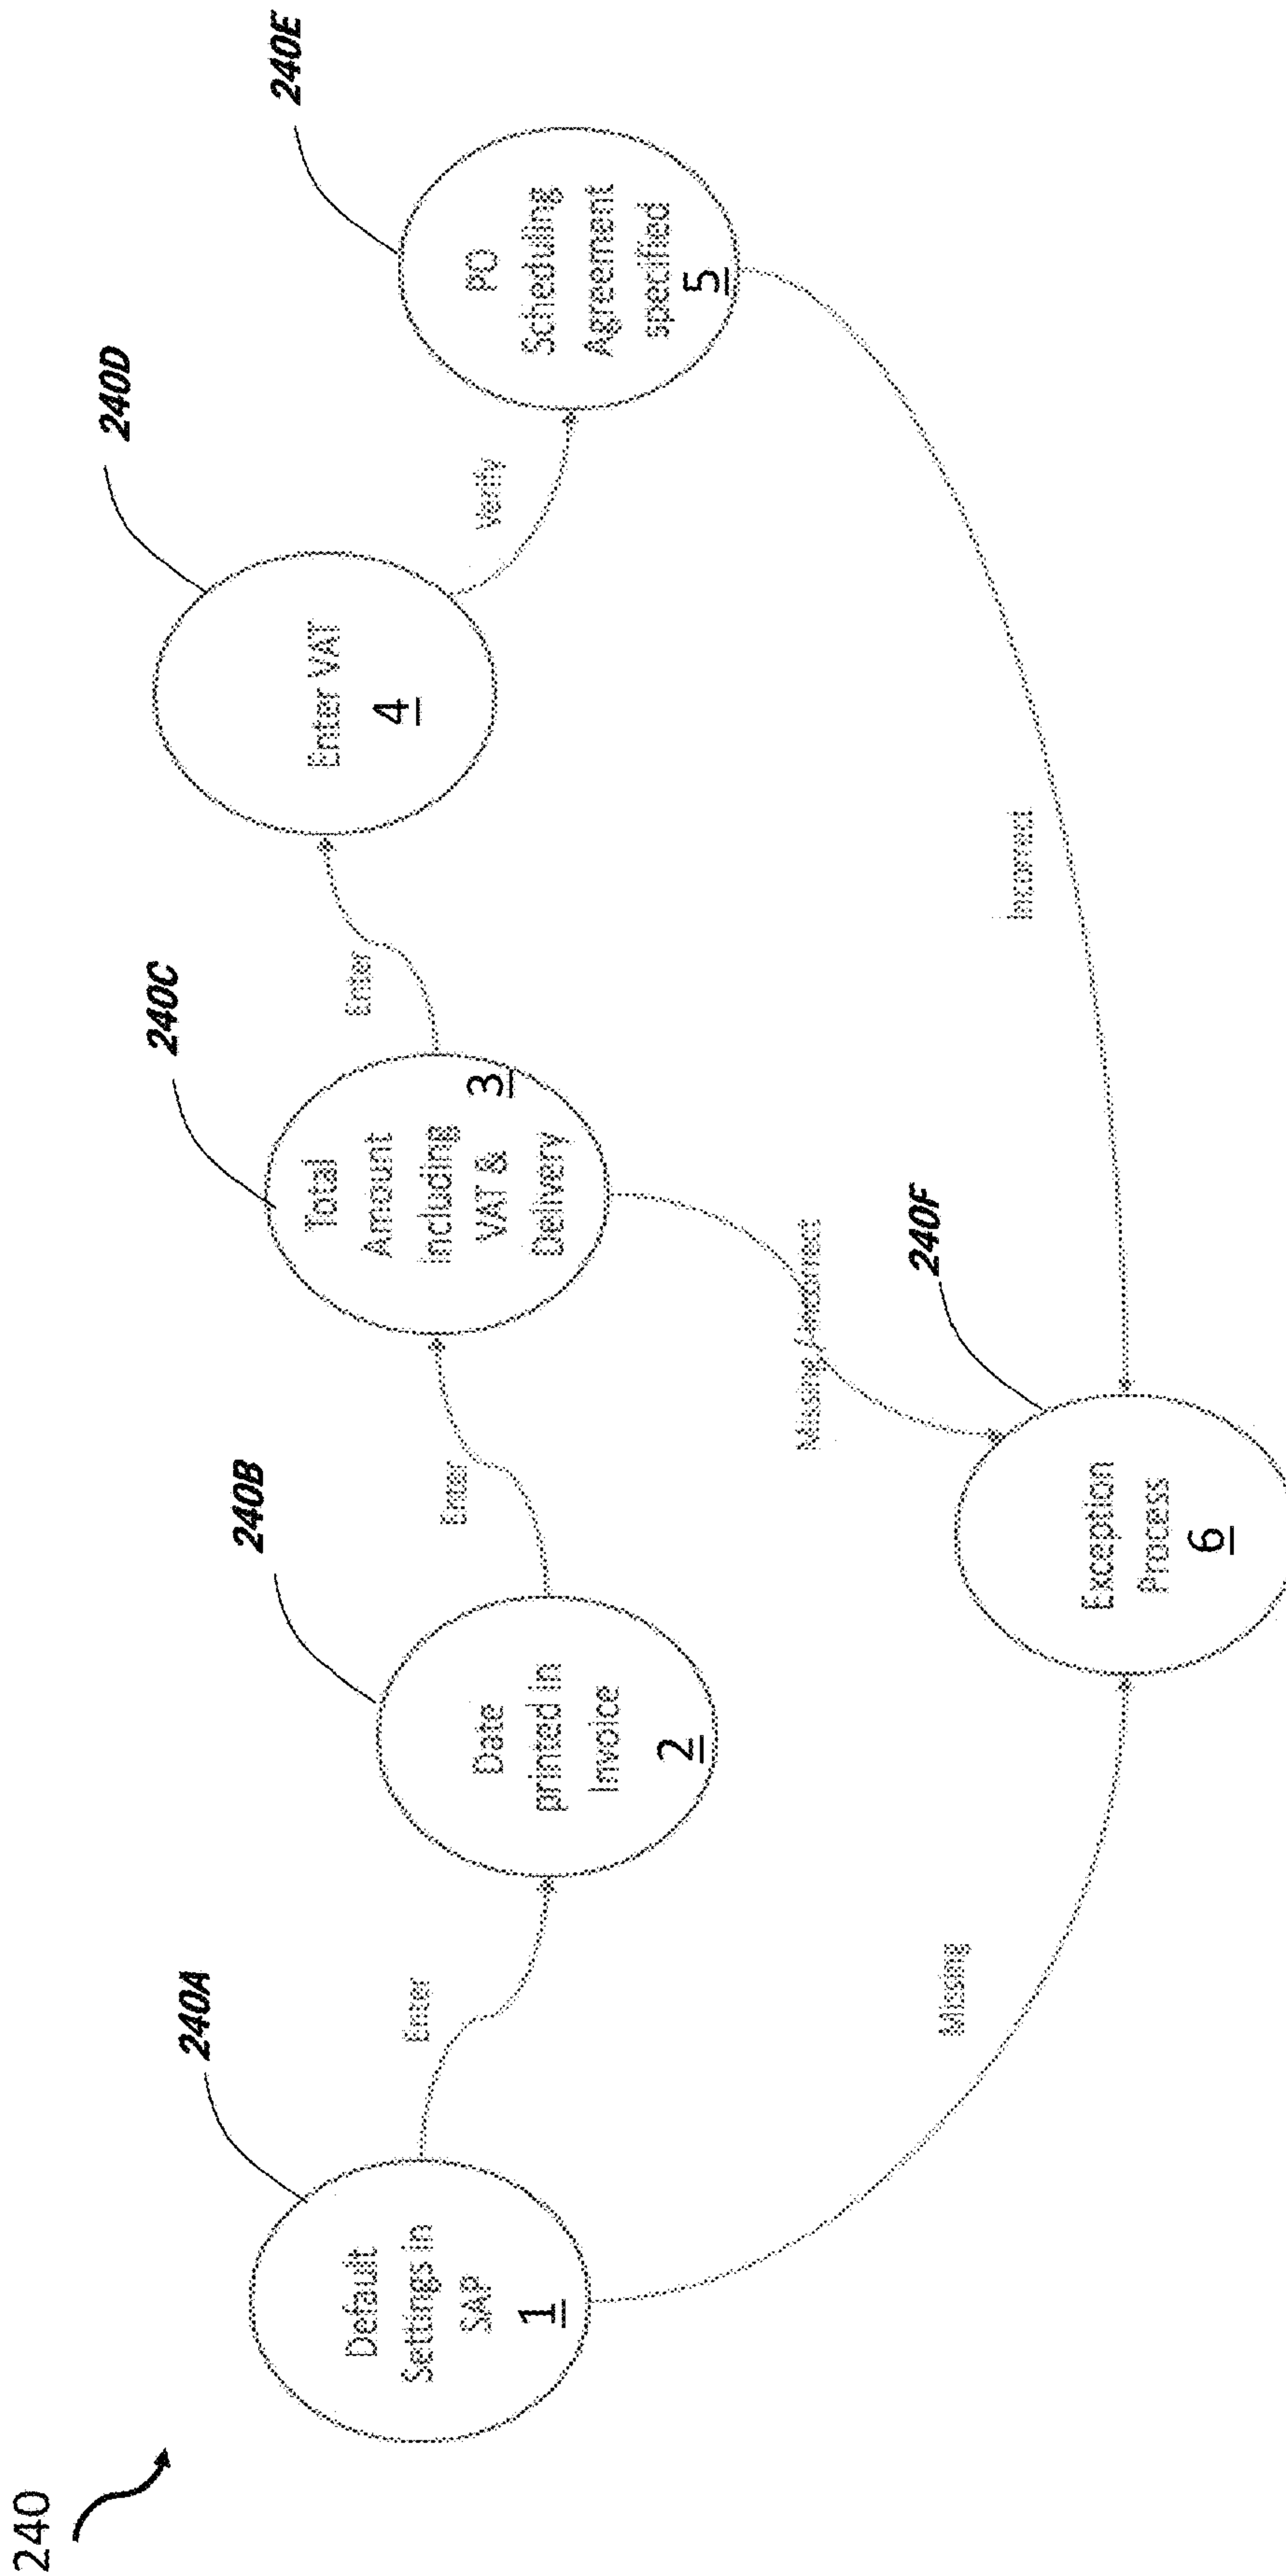 240
240A
Default
Settings in
SAP
1
Enter
240B
Date
printed in
Invoice
2
Enter
240C
Total
Amount
Including
VAT &
Delivery
3
Enter
240D
Enter VAT
4
Verify
240E
PO
Scheduling
Agreement
specified
5
Missing
Missing /Incorrect
Incorrect
240F
Exception
Process
6